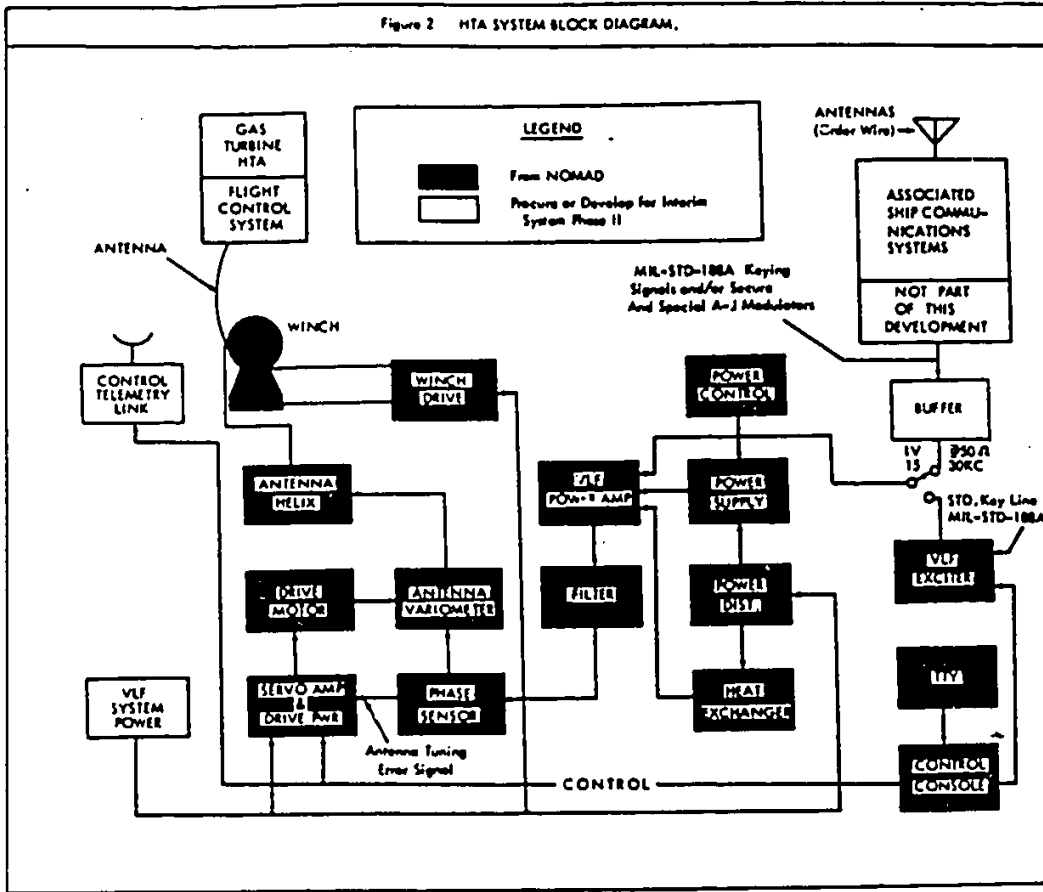 Figure 2 HTA SYSTEM BLOCK DIAGRAM.
GAS
TURBINE
HTA
FLIGHT
CONTROL
SYSTEM
LEGEND
From NOMAD
Procure or Develop for Interim
System Phase II
ANTENNAS
(Order Wire)
ASSOCIATED
SHIP COMMU-
NICATIONS
SYSTEMS
NOT PART
OF THIS
DEVELOPMENT
ANTENNA
MIL-STD-188A Keying
Signals and/or Secure
And Special A-J Modulators
WINCH
CONTROL
TELEMETRY
LINK
WINCH
DRIVE
POWER
CONTROL
BUFFER
1V
15
50Ω
30KC
ANTENNA
HELIX
VLF
POWER AMP
POWER
SUPPLY
STD. Key Line
MIL-STD-188A
VLF
EXCITER
DRIVE
MOTOR
ANTENNA
VARIOMETER
FILTER
POWER
DIST.
VLF
SYSTEM
POWER
SERVO AMP
&
DRIVE PWR
PHASE
SENSOR
HEAT
EXCHANGER
TTY
Antenna Tuning
Error Signal
CONTROL
CONTROL
CONSOLE